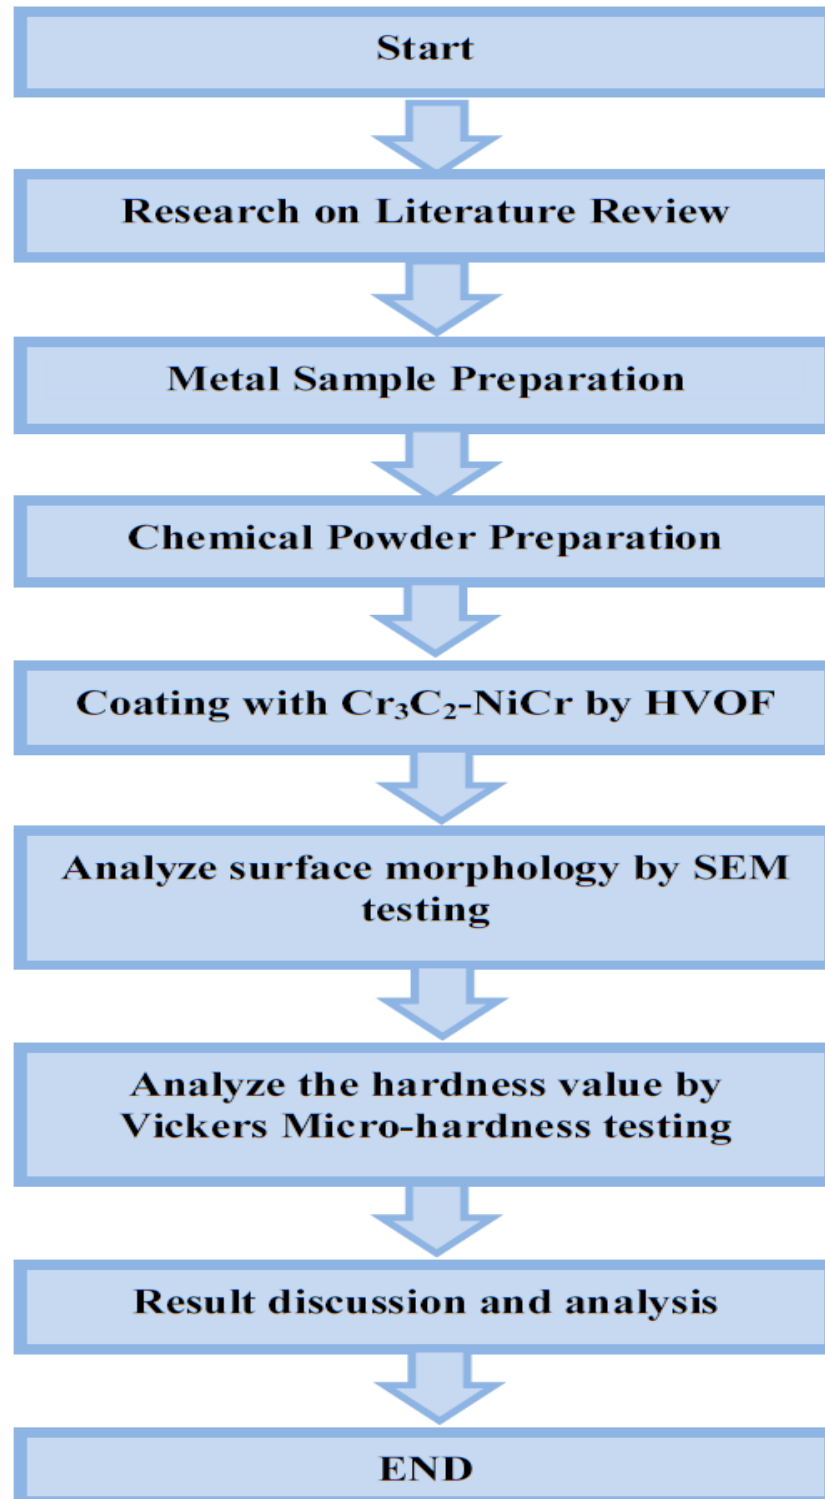 Start
Research on Literature Review
Metal Sample Preparation
Chemical Powder Preparation
Coating with Cr₃C₂-NiCr by HVOF
Analyze surface morphology by SEM
testing
Analyze the hardness value by
Vickers Micro-hardness testing
Result discussion and analysis
END